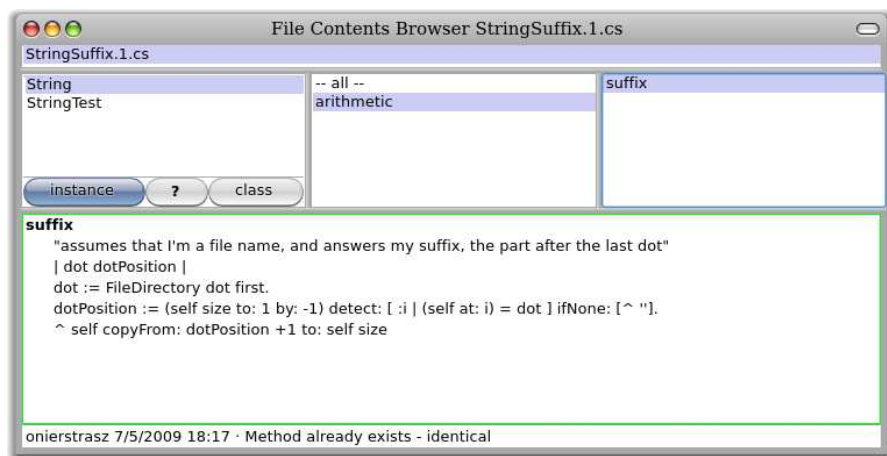 File Contents Browser StringSuffix.1.cs
StringSuffix.1.cs
String
StringTest
instance
?
class
-- all --
arithmetic
suffix
suffix
"assumes that I'm a file name, and answers my suffix, the part after the last dot"
| dot dotPosition |
dot := FileDirectory dot first.
dotPosition := (self size to: 1 by: -1) detect: [ :i | (self at: i) = dot ] ifNone: [^ ''].
^ self copyFrom: dotPosition +1 to: self size
onierstrasz 7/5/2009 18:17 · Method already exists - identical